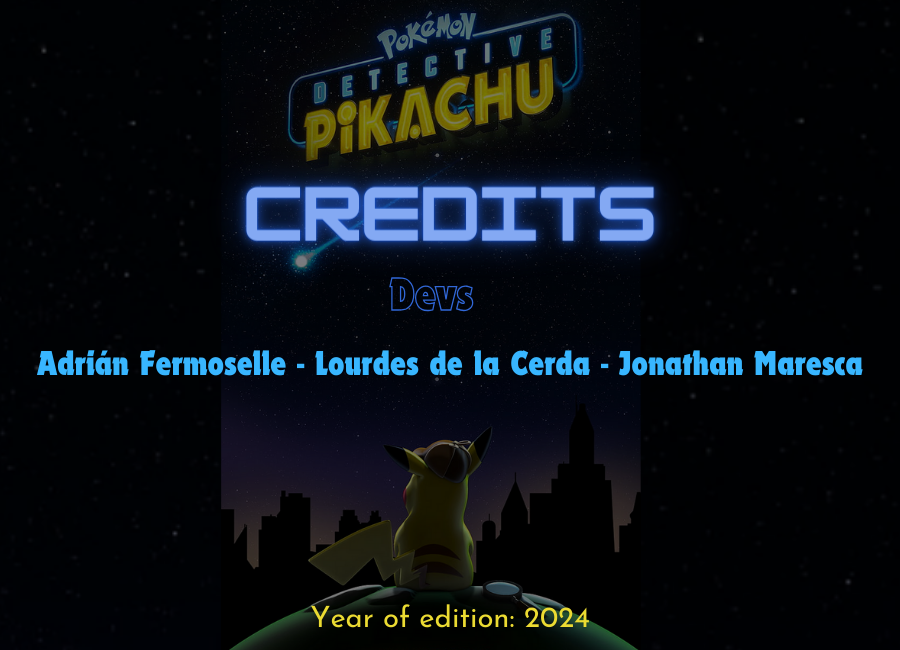 POKéMON
DETECTIVE
PiKACHU
CREDITS
Devs
Adrián Fermoselle - Lourdes de la Cerda - Jonathan Maresca
Year of edition: 2024